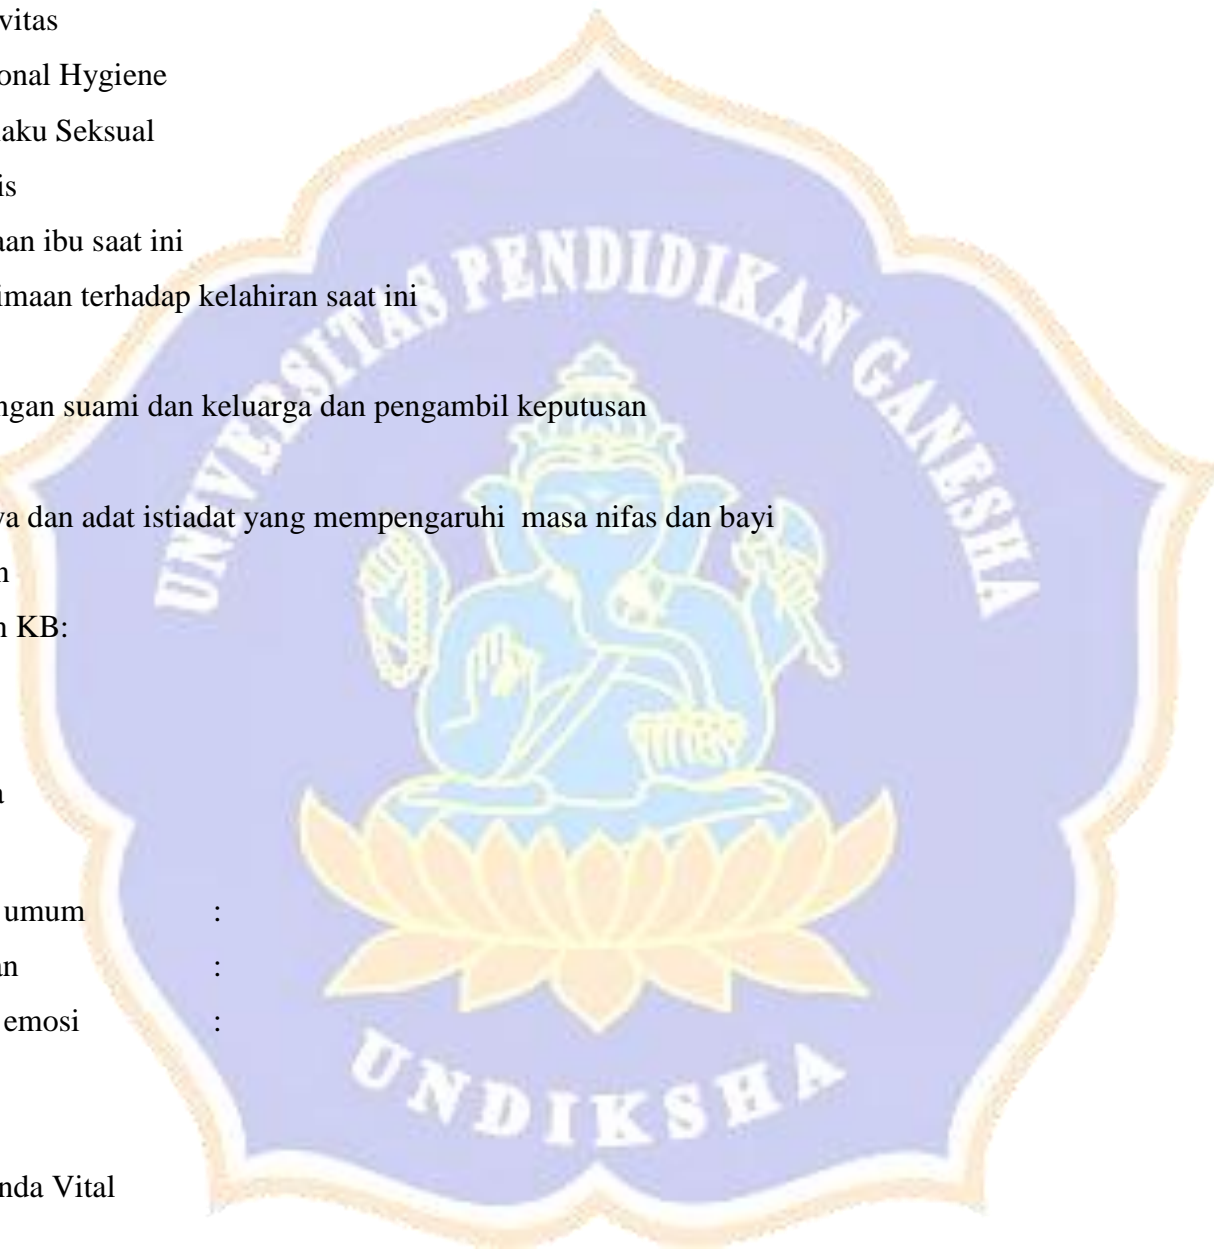 vitas
onal Hygiene
aku Seksual
is
aan ibu saat ini
imaan terhadap kelahiran saat ini
ngan suami dan keluarga dan pengambil keputusan
va dan adat istiadat yang mempengaruhi masa nifas dan bayi
n
n KB:
a
umum :
an :
emosi :
nda Vital
UNIVERSITAS PENDIDIKAN GANESHA
UNDIKSHA